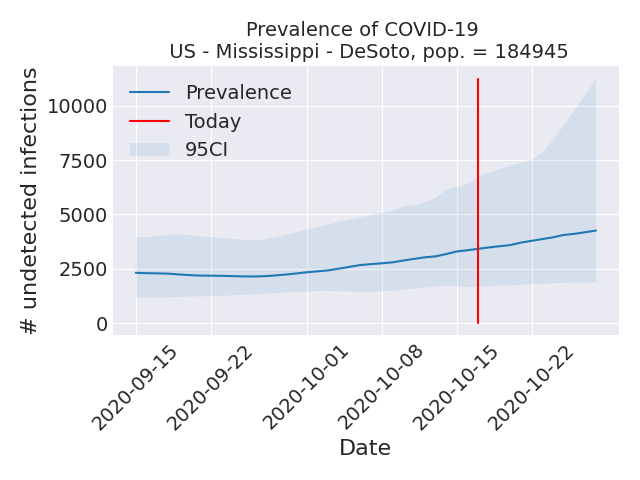 Prevalence of COVID-19
US - Mississippi - DeSoto, pop. = 184945
# undetected infections
10000
7500
5000
2500
0
Prevalence
Today
95CI
2020-09-15
2020-09-22
2020-10-01
2020-10-08
2020-10-15
2020-10-22
Date